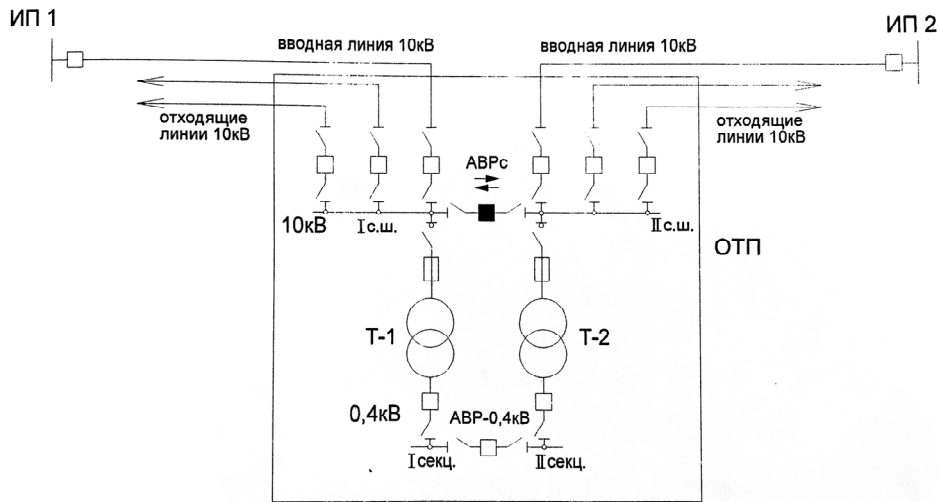 ИП 1
ИП 2
вводная линия 10кВ
вводная линия 10кВ
отходящие
линии 10кВ
отходящие
линии 10кВ
АВРс
10кВ
I с.ш.
II с.ш.
ОТП
Т-1
Т-2
0,4кВ
АВР-0,4кВ
I секц.
II секц.